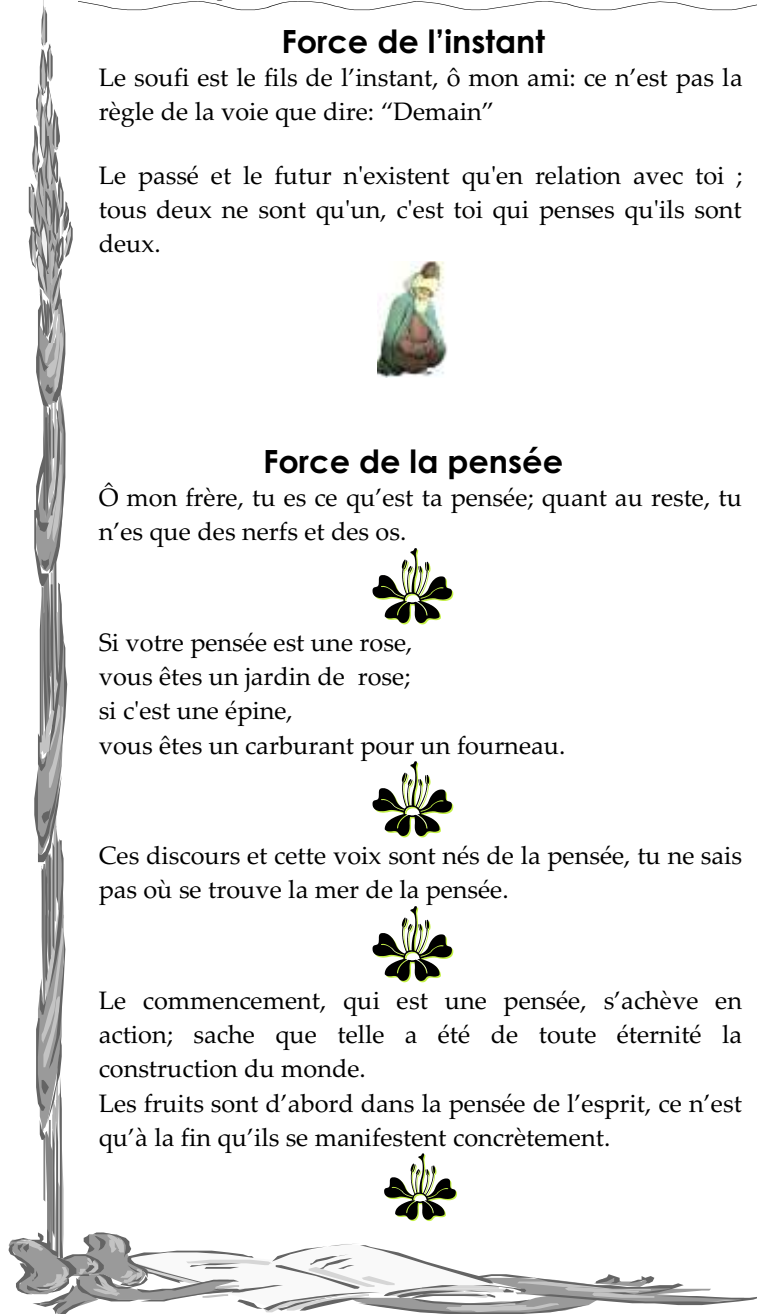 Force de l’instant
Le soufi est le fils de l’instant, ô mon ami: ce n’est pas la
règle de la voie que dire: “Demain”
Le passé et le futur n'existent qu'en relation avec toi ;
tous deux ne sont qu'un, c'est toi qui penses qu'ils sont
deux.
Force de la pensée
Ô mon frère, tu es ce qu’est ta pensée; quant au reste, tu
n’es que des nerfs et des os.
Si votre pensée est une rose,
vous êtes un jardin de  rose;
si c'est une épine,
vous êtes un carburant pour un fourneau.
Ces discours et cette voix sont nés de la pensée, tu ne sais
pas où se trouve la mer de la pensée.
Le commencement, qui est une pensée, s’achève en
action; sache que telle a été de toute éternité la
construction du monde.
Les fruits sont d’abord dans la pensée de l’esprit, ce n’est
qu’à la fin qu’ils se manifestent concrètement.